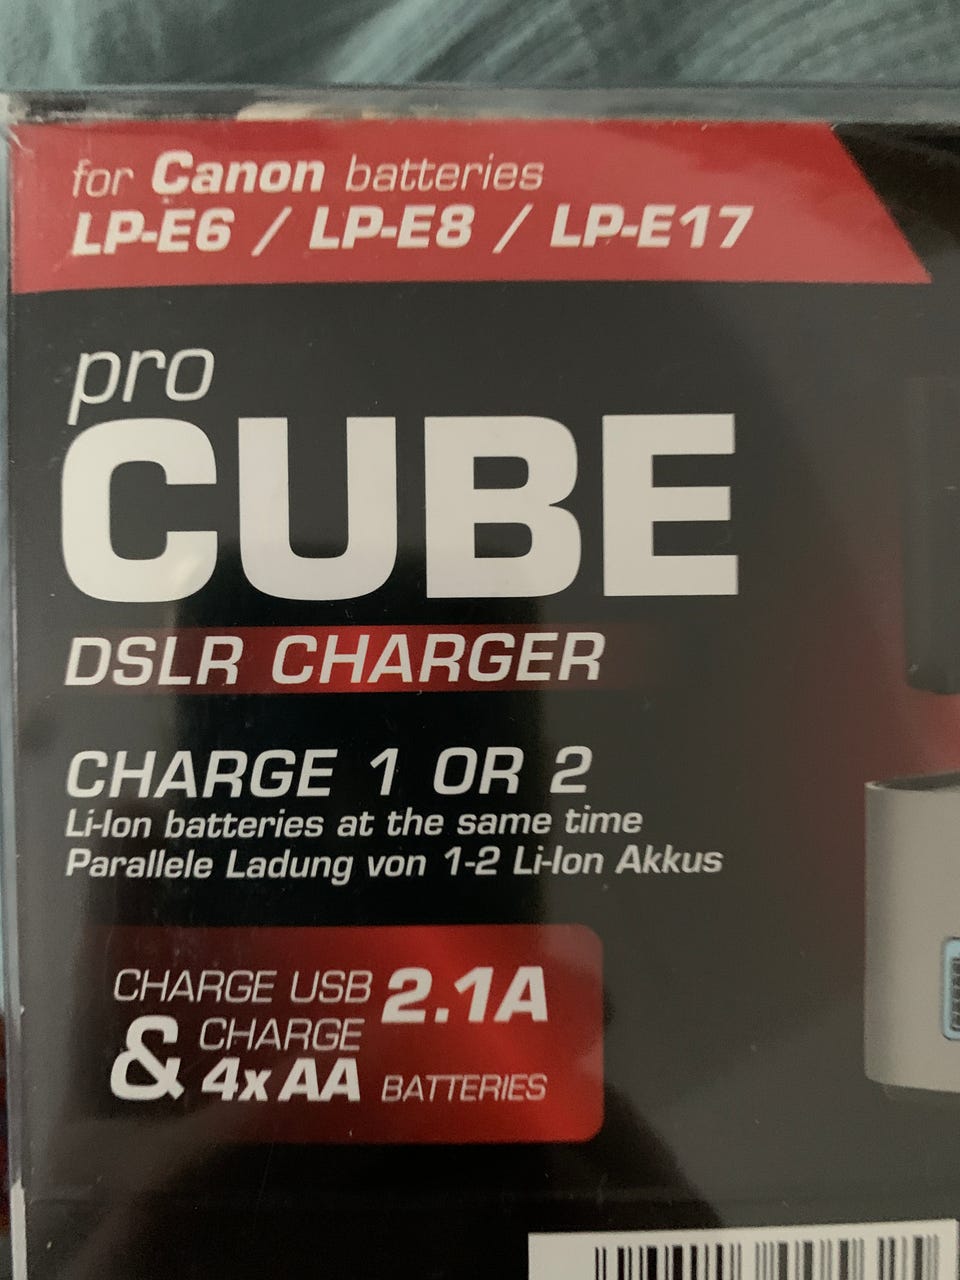 for Canon batteries
LP-E6 / LP-E8 / LP-E17
pro
CUBE
DSLR CHARGER
CHARGE 1 OR 2
Li-Ion batteries at the same time
Parallele Ladung von 1-2 Li-Ion Akkus
CHARGE USB 2.1A
& CHARGE
4x AA BATTERIES